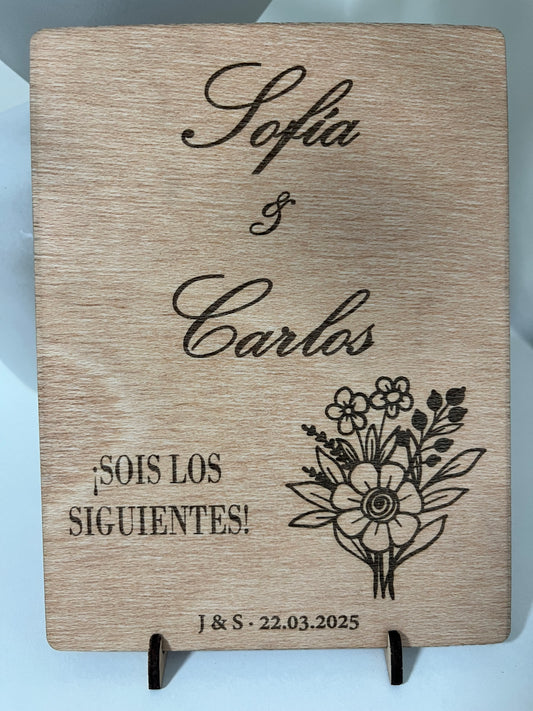 Sofía
&
Carlos
¡SOIS LOS
SIGUIENTES!
J & S · 22.03.2025